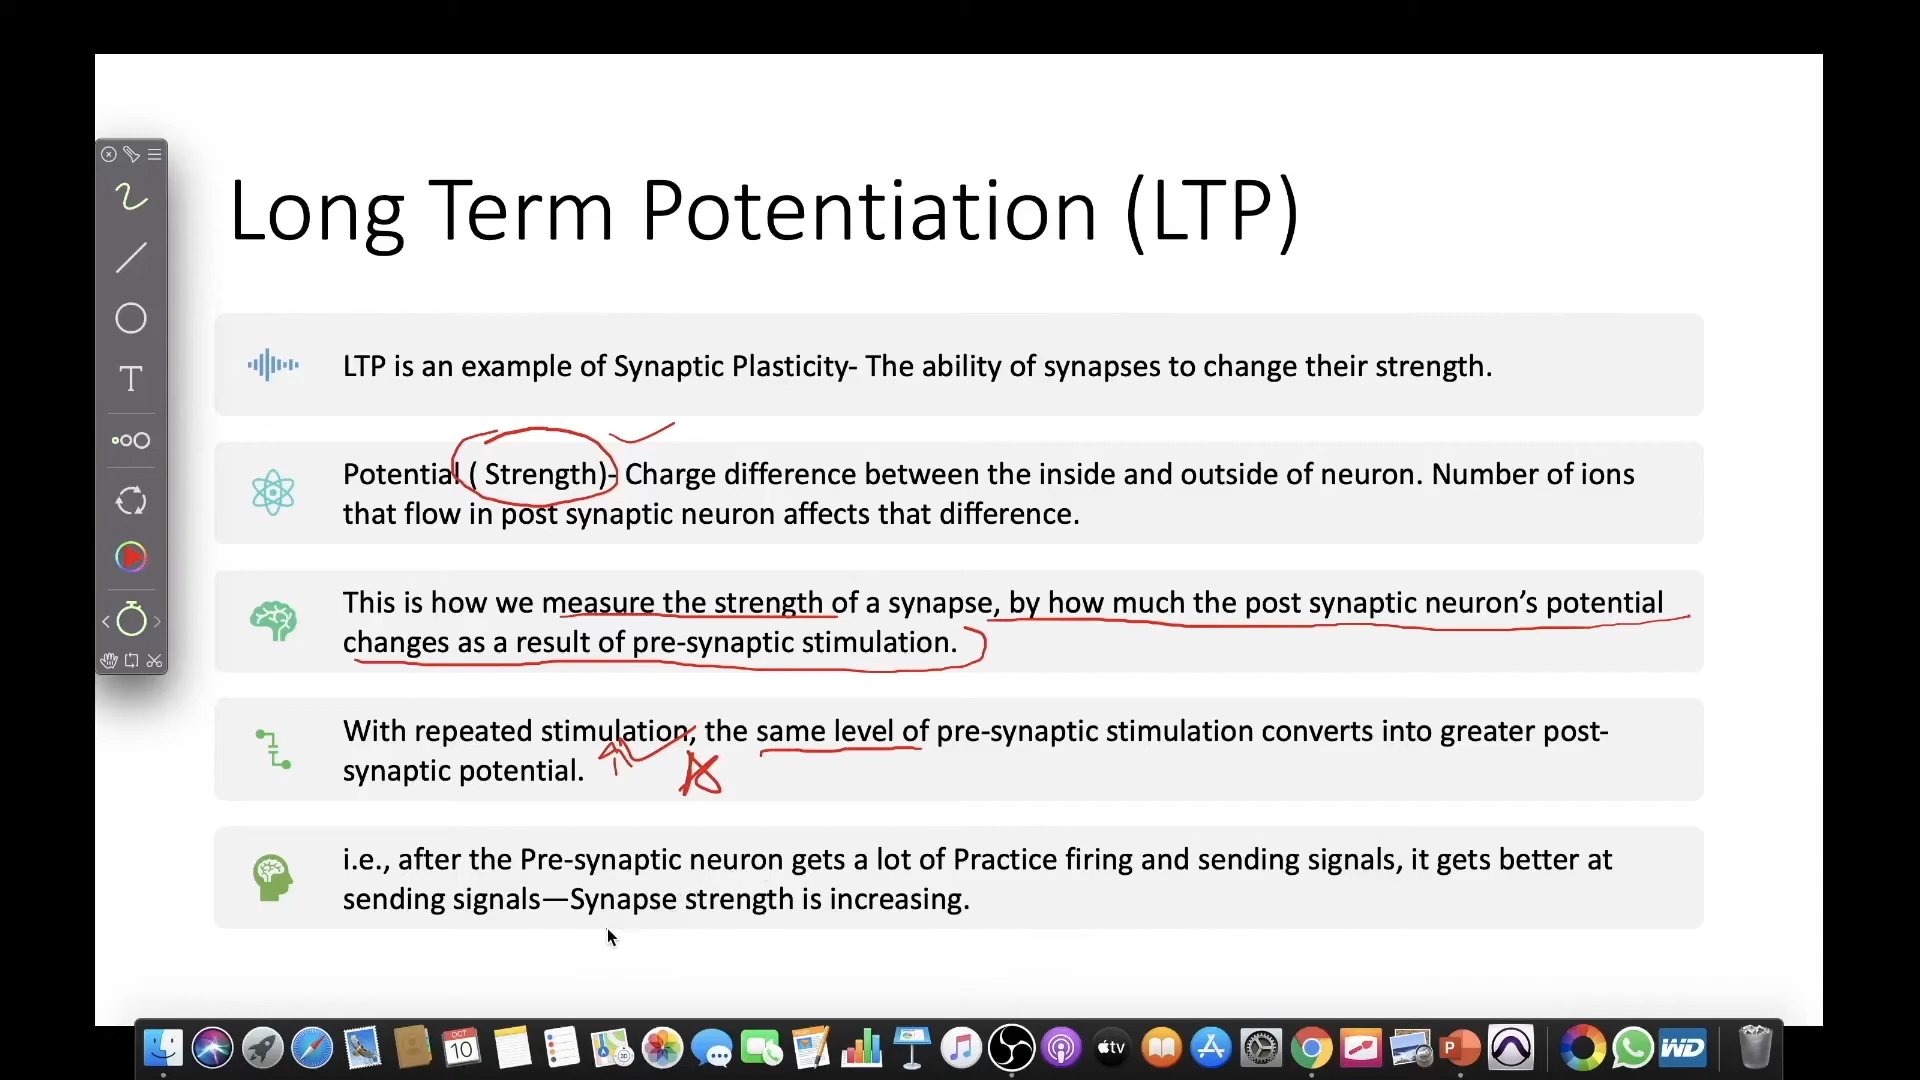 Long Term Potentiation (LTP)
LTP is an example of Synaptic Plasticity- The ability of synapses to change their strength.
Potential ( Strength)- Charge difference between the inside and outside of neuron. Number of ions
that flow in post synaptic neuron affects that difference.
This is how we measure the strength of a synapse, by how much the post synaptic neuron’s potential
changes as a result of pre-synaptic stimulation.
With repeated stimulation, the same level of pre-synaptic stimulation converts into greater post-
synaptic potential.
i.e., after the Pre-synaptic neuron gets a lot of Practice firing and sending signals, it gets better at
sending signals—Synapse strength is increasing.
T
OCT
10
3D
tv
P
WD